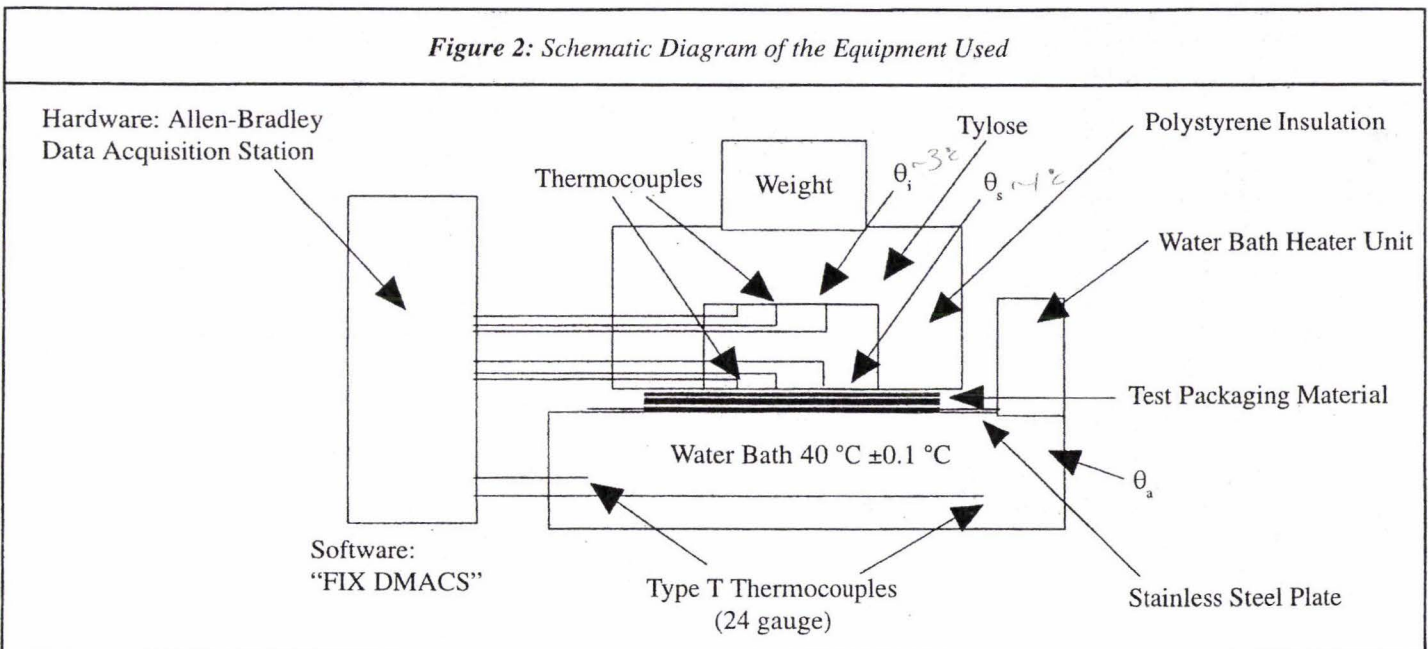 Figure 2: Schematic Diagram of the Equipment Used
Hardware: Allen-Bradley
Data Acquisition Station
Thermocouples
Weight
θi ~3°c
Tylose
θs ~1°c
Polystyrene Insulation
Water Bath Heater Unit
Test Packaging Material
Water Bath 40 °C ±0.1 °C
θa
Software:
"FIX DMACS"
Type T Thermocouples
(24 gauge)
Stainless Steel Plate